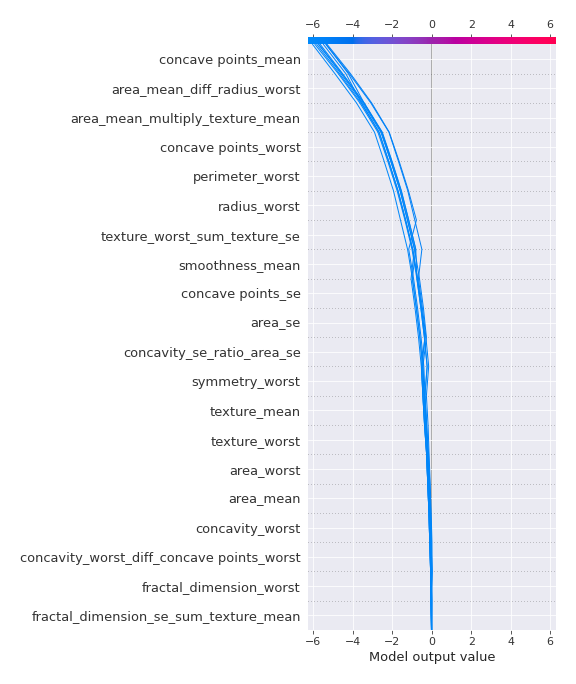 −6 −4 −2 0 2 4 6
concave points_mean
area_mean_diff_radius_worst
area_mean_multiply_texture_mean
concave points_worst
perimeter_worst
radius_worst
texture_worst_sum_texture_se
smoothness_mean
concave points_se
area_se
concavity_se_ratio_area_se
symmetry_worst
texture_mean
texture_worst
area_worst
area_mean
concavity_worst
concavity_worst_diff_concave points_worst
fractal_dimension_worst
fractal_dimension_se_sum_texture_mean
−6 −4 −2 0 2 4 6
Model output value